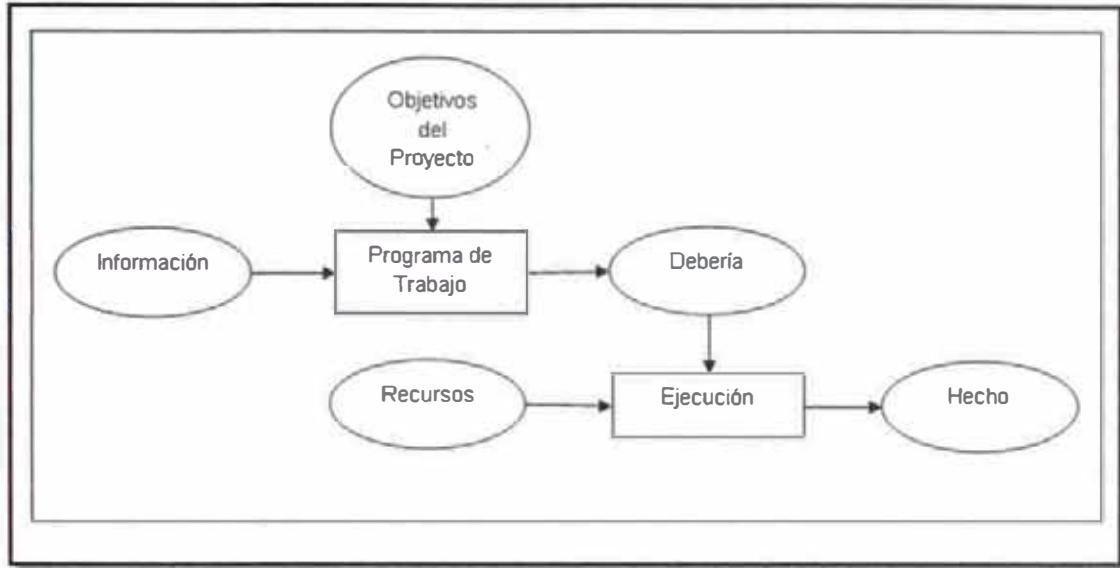 Objetivos
del
Proyecto
Información
Programa de
Trabajo
Debería
Recursos
Ejecución
Hecho